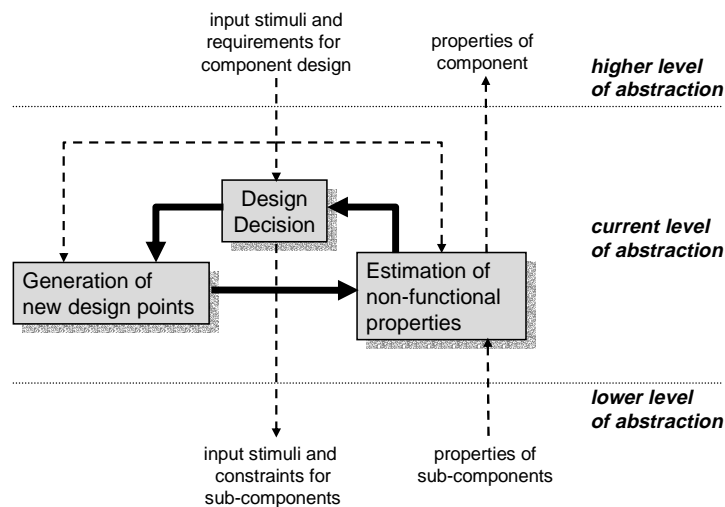 input stimuli and
requirements for
component design
properties of
component
higher level
of abstraction
Design
Decision
current level
of abstraction
Generation of
new design points
Estimation of
non-functional
properties
lower level
of abstraction
input stimuli and
constraints for
sub-components
properties of
sub-components